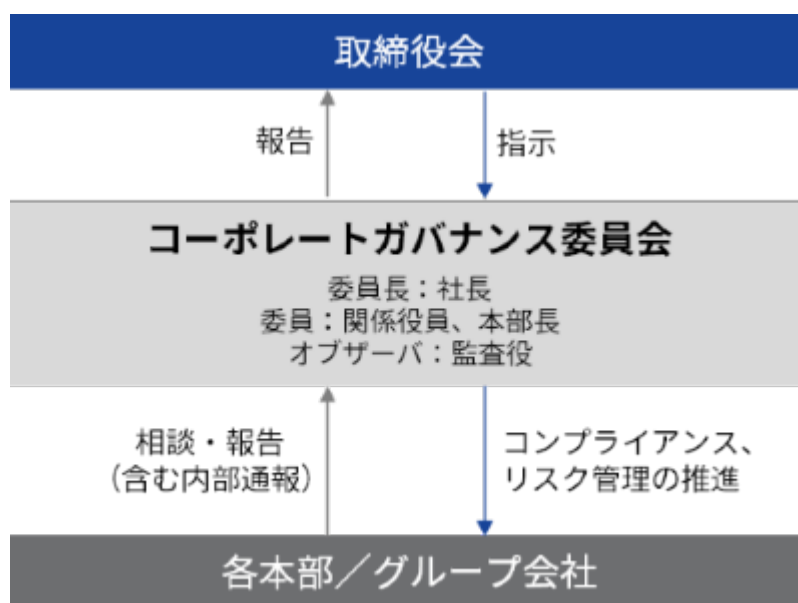 取締役会
報告
指示
コーポレートガバナンス委員会
委員長：社長
委員：関係役員、本部長
オブザーバ：監査役
相談・報告
（含む内部通報）
コンプライアンス、
リスク管理の推進
各本部／グループ会社